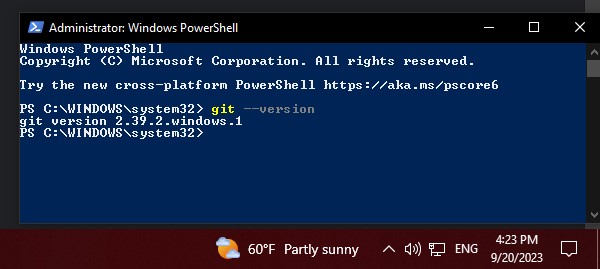 Administrator: Windows PowerShell
Windows PowerShell
Copyright (C) Microsoft Corporation. All rights reserved.
Try the new cross-platform PowerShell https://aka.ms/pscore6
PS C:\WINDOWS\system32> git --version
git version 2.39.2.windows.1
PS C:\WINDOWS\system32>
60°F Partly sunny
ENG
4:23 PM
9/20/2023